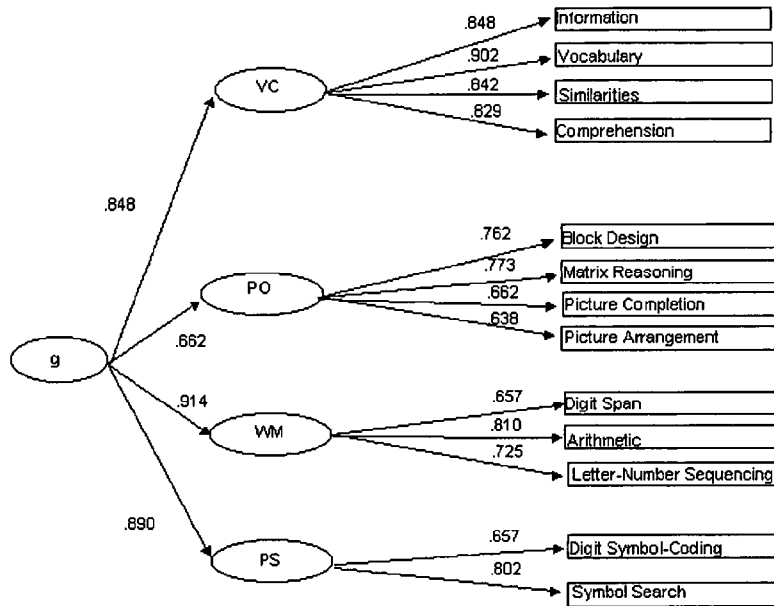 .848
Information
.902
Vocabulary
VC
.842
Similarities
.829
Comprehension
.848
.762
Block Design
.773
Matrix Reasoning
PO
.662
Picture Completion
.638
Picture Arrangement
.662
g
.914
.657
Digit Span
WM
.810
Arithmetic
.725
Letter-Number Sequencing
.890
.657
Digit Symbol-Coding
PS
.802
Symbol Search